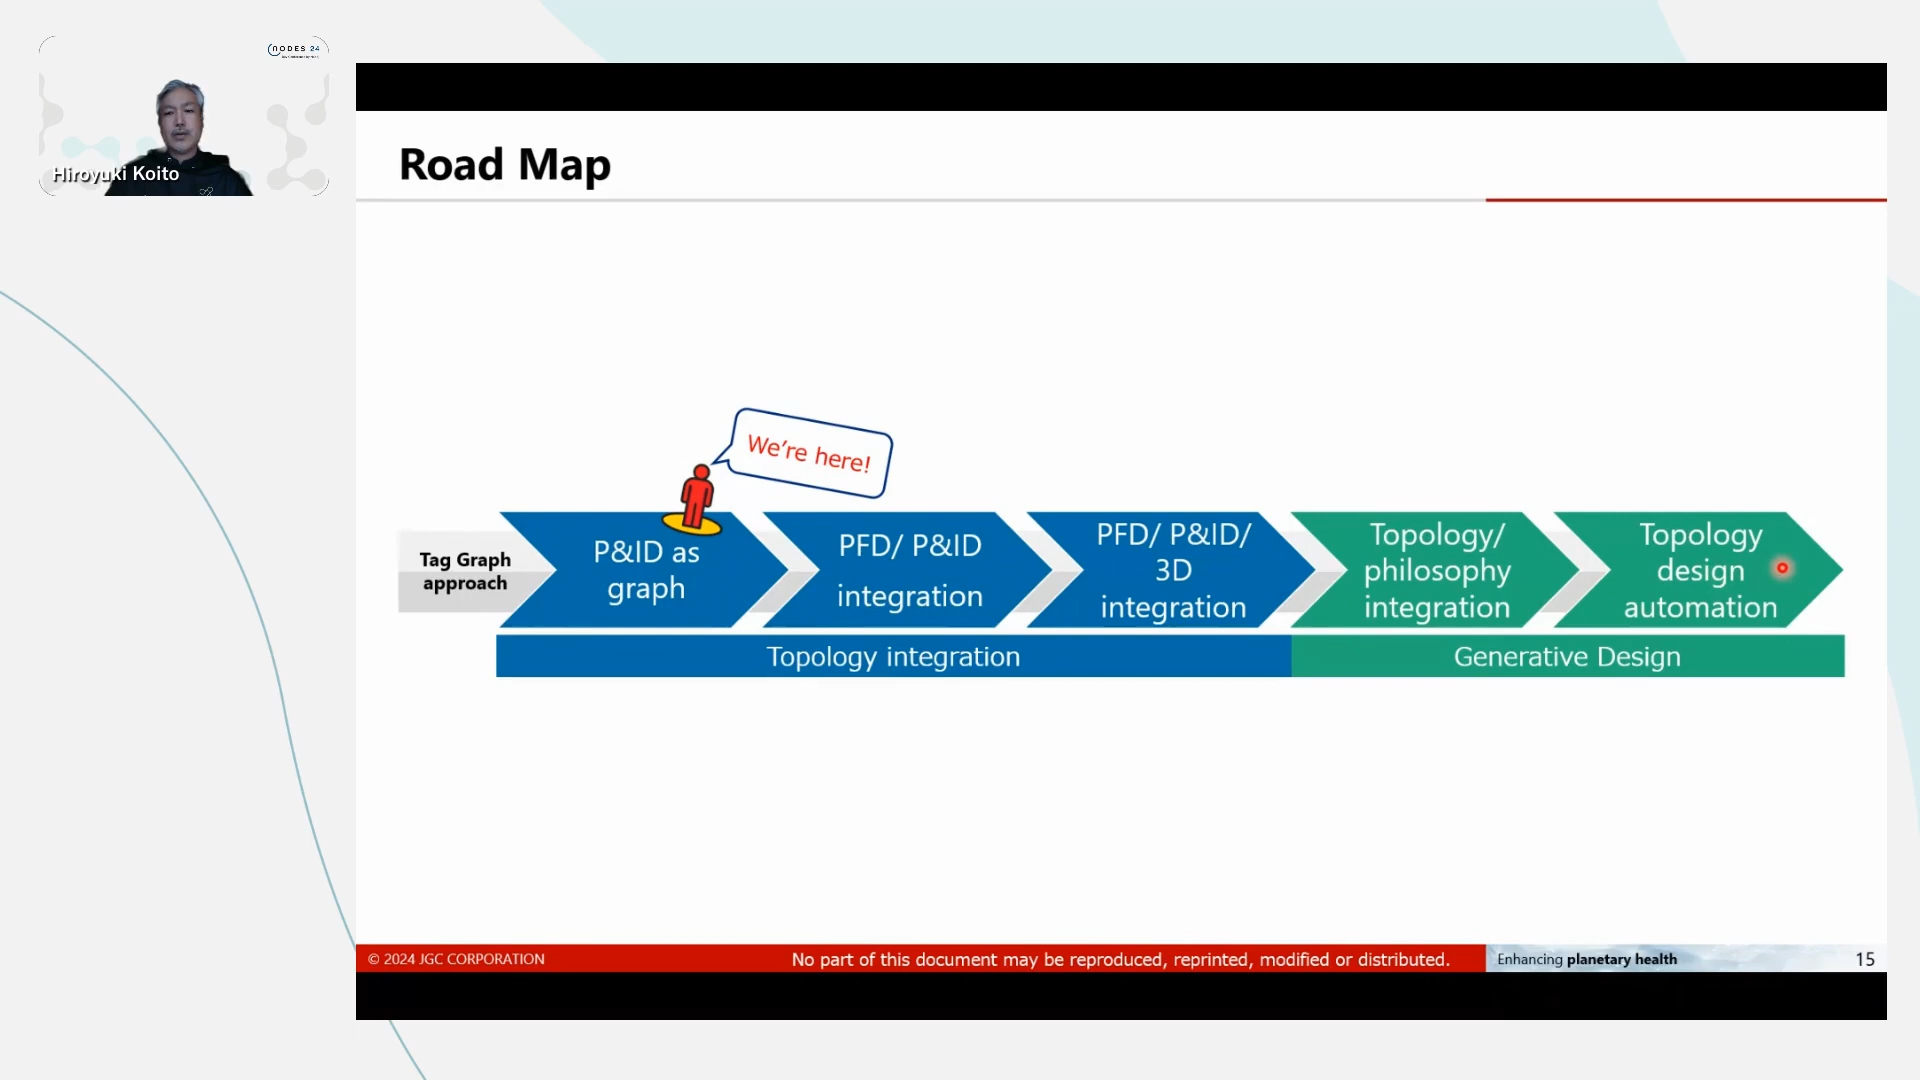 NODES 24
Hiroyuki Koito
Road Map
We're here!
Tag Graph
approach
P&ID as
graph
PFD/ P&ID
integration
PFD/ P&ID/
3D
integration
Topology/
philosophy
integration
Topology
design
automation
Topology integration
Generative Design
© 2024 JGC CORPORATION
No part of this document may be reproduced, reprinted, modified or distributed.
Enhancing planetary health
15